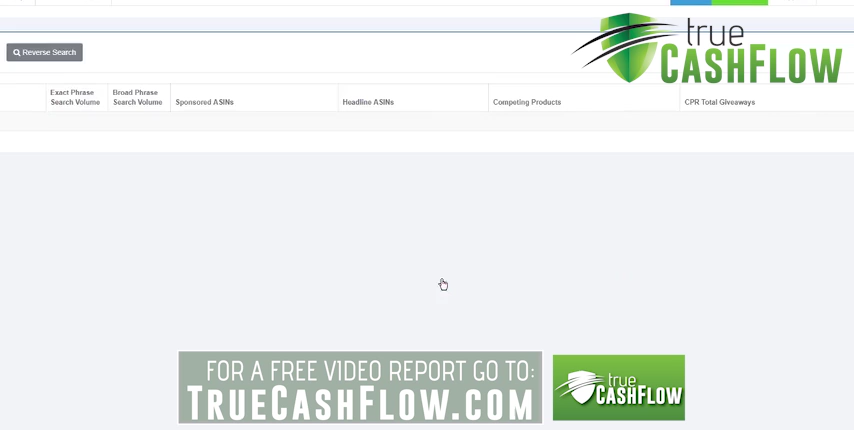 true
CASHFLOW
Reverse Search
Exact Phrase
Search Volume
Broad Phrase
Search Volume
Sponsored ASINs
Headline ASINs
Competing Products
CPR Total Giveaways
FOR A FREE VIDEO REPORT GO TO:
TRUECASHFLOW.COM
true
CASHFLOW